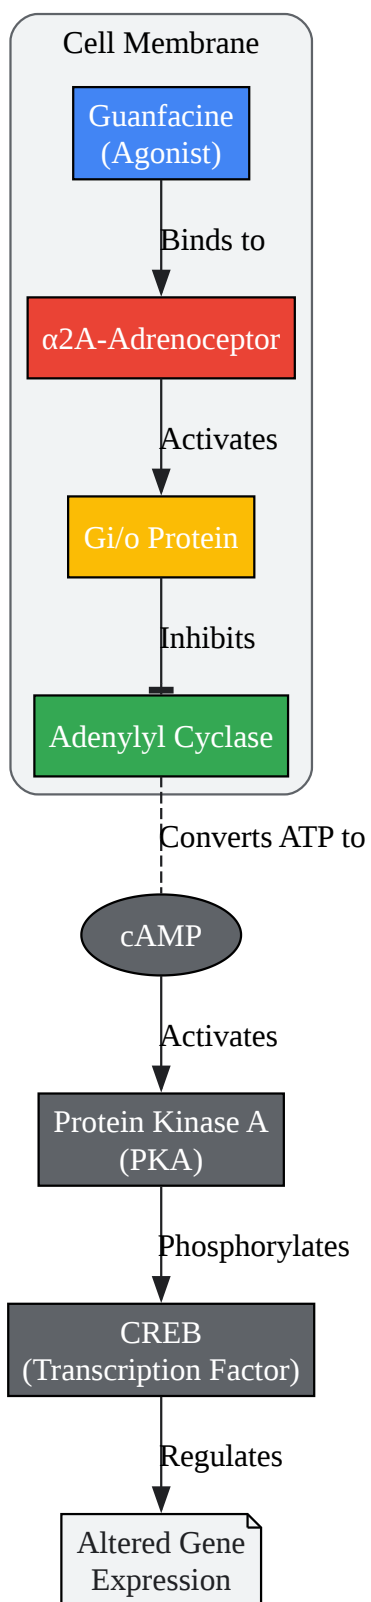 Cell Membrane
Guanfacine
(Agonist)
Binds to
α2A-Adrenoceptor
Activates
Gi/o Protein
Inhibits
Adenylyl Cyclase
Converts ATP to
cAMP
Activates
Protein Kinase A
(PKA)
Phosphorylates
CREB
(Transcription Factor)
Regulates
Altered Gene
Expression